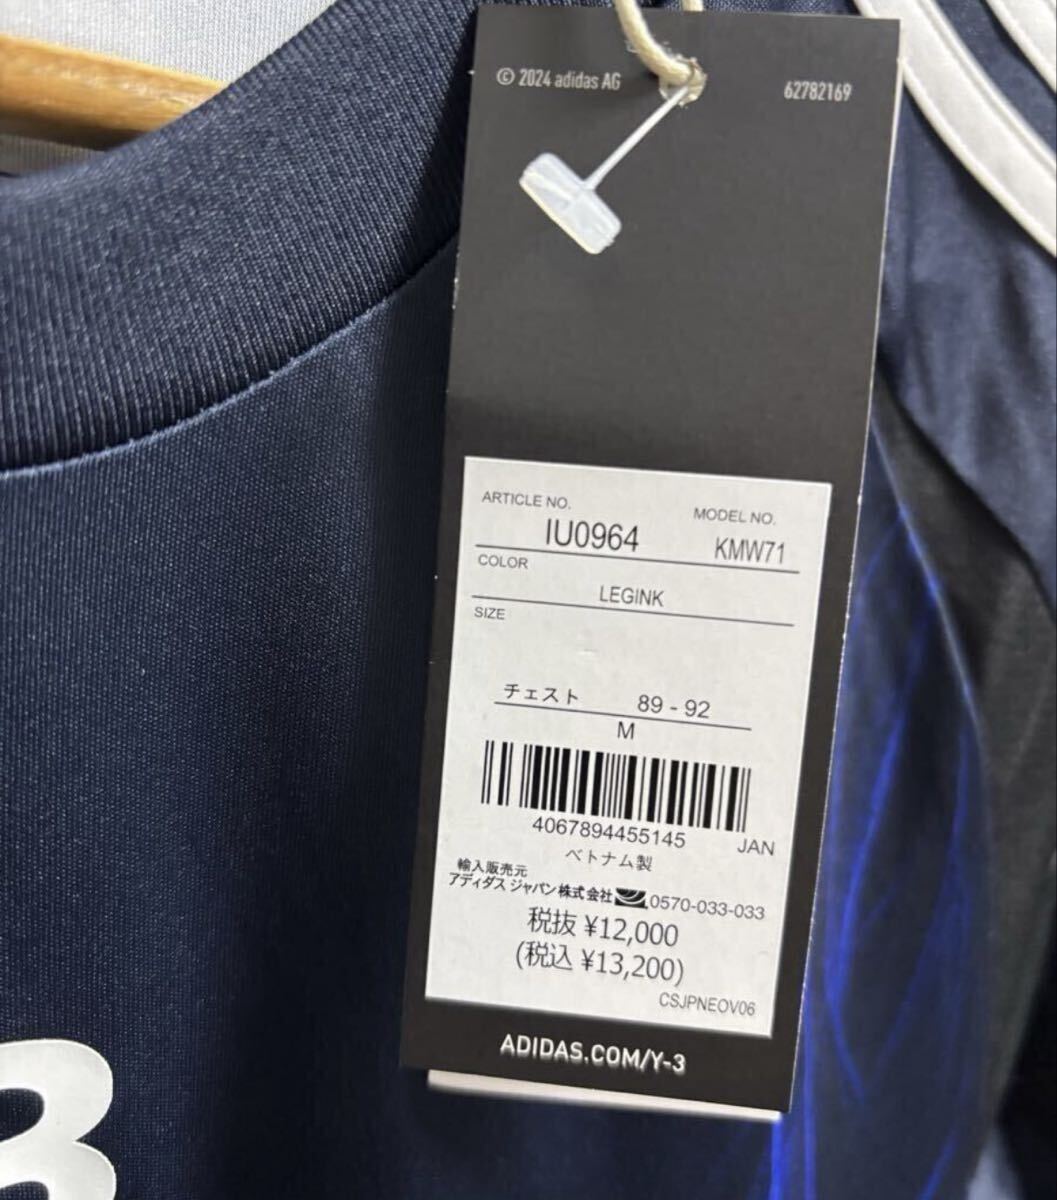 © 2024 adidas AG
62782169
ARTICLE NO.
MODEL NO.
IU0964
KMW71
COLOR
LEGINK
SIZE
チェスト 89 - 92
M
4067894455145
JAN
ベトナム製
輸入販売元
アディダス ジャパン株式会社 0570-033-033
税抜 ¥12,000
(税込 ¥13,200)
CSJPNEOV06
ADIDAS.COM/Y-3
3